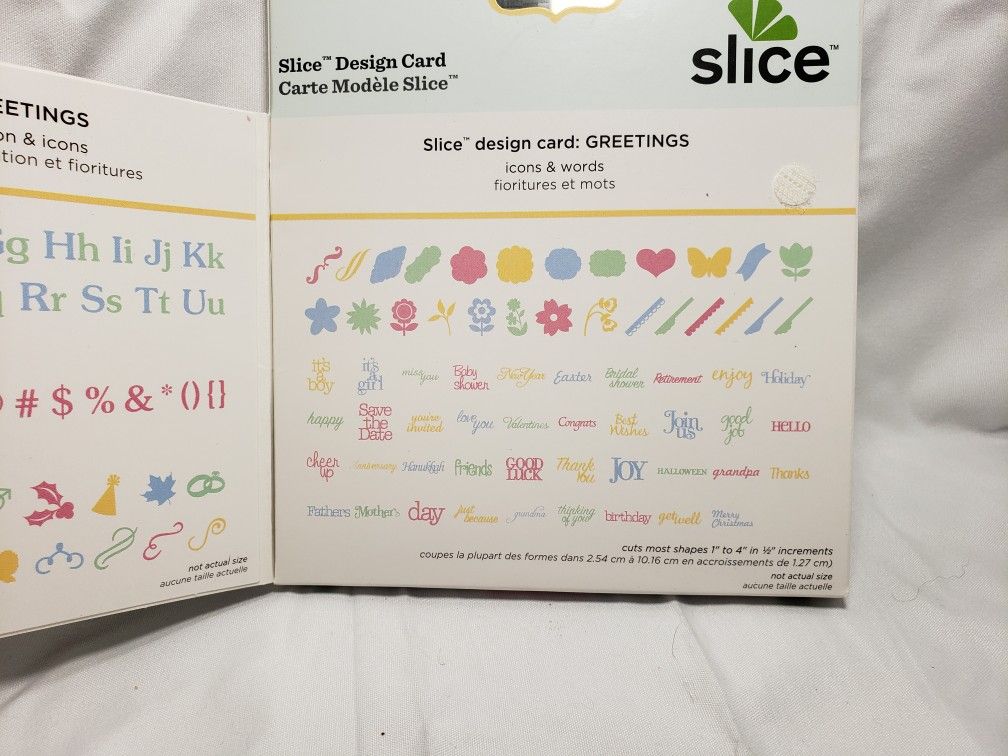 Slice™ Design Card
Carte Modèle Slice™
slice™
Slice™ design card: GREETINGS
icons & words
fioritures et mots
it's a boy
it's a girl
miss you
Baby shower
New Year
Easter
Bridal shower
Retirement
enjoy
Holiday
happy
Save the Date
you're invited
love you
Valentines
Congrats
Best Wishes
Join us
good job
HELLO
cheer up
Anniversary
Hanukkah
friends
GOOD LUCK
Thank You
JOY
HALLOWEEN
grandpa
Thanks
Father's
Mother's
day
just because
grandma
thinking of you
birthday
get well
Merry Christmas
cuts most shapes 1" to 4" in ½" increments
coupes la plupart des formes dans 2.54 cm à 10.16 cm en accroissements de 1.27 cm)
not actual size
aucune taille actuelle
EETINGS
on & icons
tion et fioritures
g Hh Ii Jj Kk
Rr Ss Tt Uu
# $ % & * () {}
not actual size
aucune taille actuelle